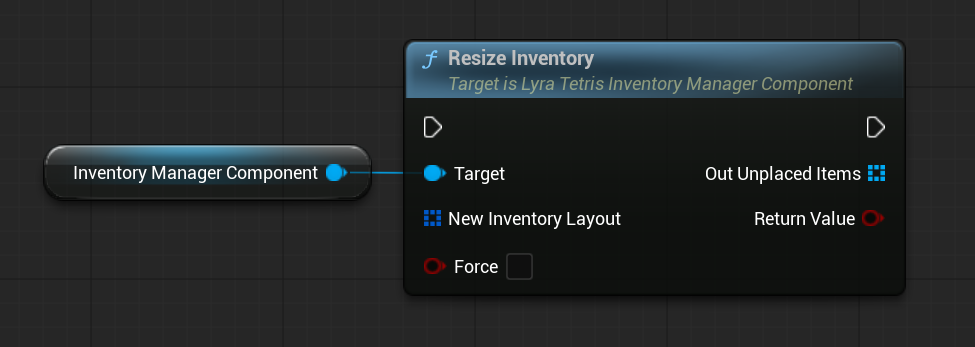 Resize Inventory
Target is Lyra Tetris Inventory Manager Component
Inventory Manager Component
Target
Out Unplaced Items
New Inventory Layout
Return Value
Force